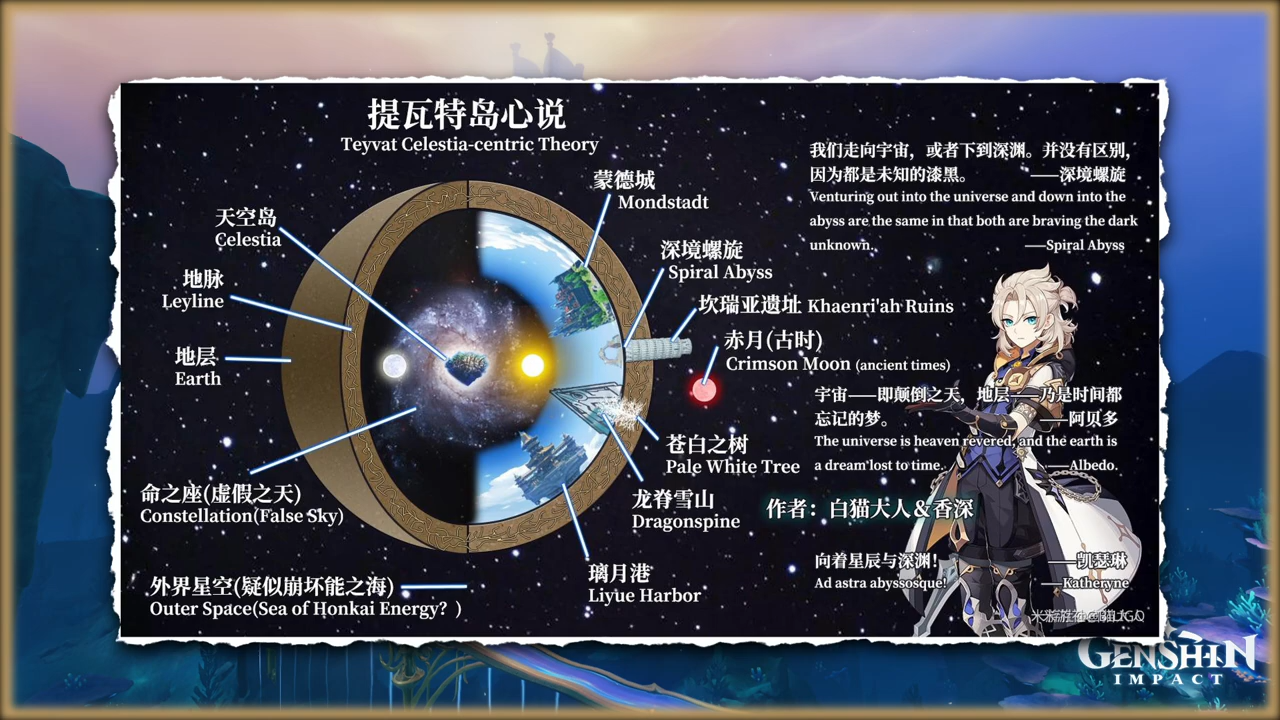 提瓦特岛心说
Teyvat Celestia-centric Theory
蒙德城
Mondstadt
天空岛
Celestia
深境螺旋
Spiral Abyss
地脉
Leyline
坎瑞亚遗址 Khaenri'ah Ruins
赤月(古时)
Crimson Moon (ancient times)
地层
Earth
苍白之树
Pale White Tree
龙脊雪山
Dragonspine
命之座(虚假之天)
Constellation(False Sky)
璃月港
Liyue Harbor
外界星空(疑似崩坏能之海)
Outer Space(Sea of Honkai Energy? )
我们走向宇宙，或者下到深渊。并没有区别，
因为都是未知的漆黑。 ——深境螺旋
Venturing out into the universe and down into the
abyss are the same in that both are braving the dark
unknown. ——Spiral Abyss
宇宙——即颠倒之天，地层——乃是时间都
忘记的梦。 ——阿贝多
The universe is heaven revered, and the earth is
a dream lost to time. ——Albedo.
作者：白猫大人＆香深
向着星辰与深渊！ ——凯瑟琳
Ad astra abyssosque! ——Katheryne
GENSHIN
IMPACT